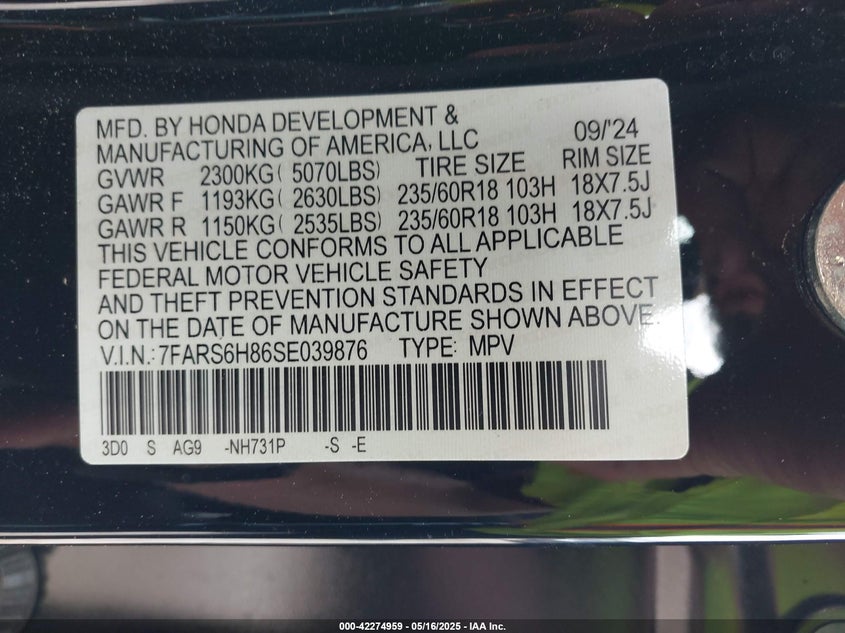 MFD. BY HONDA DEVELOPMENT &
MANUFACTURING OF AMERICA, LLC 09/'24
GVWR 2300KG( 5070LBS) TIRE SIZE RIM SIZE
GAWR F 1193KG( 2630LBS) 235/60R18 103H 18X7.5J
GAWR R 1150KG( 2535LBS) 235/60R18 103H 18X7.5J
THIS VEHICLE CONFORMS TO ALL APPLICABLE
FEDERAL MOTOR VEHICLE SAFETY
AND THEFT PREVENTION STANDARDS IN EFFECT
ON THE DATE OF MANUFACTURE SHOWN ABOVE.
V.I.N.: 7FARS6H86SE039876 TYPE: MPV
3D0 S AG9 -NH731P -S -E
000-42274959 - 05/16/2025 - IAA Inc.